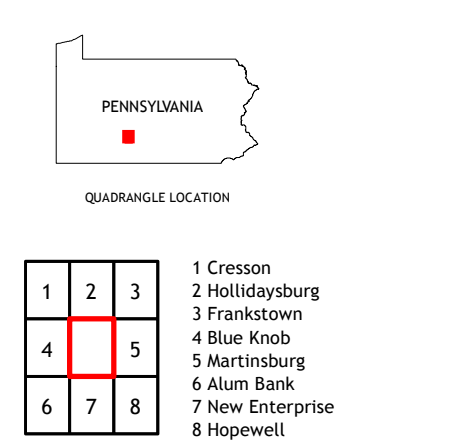 PENNSYLVANIA
QUADRANGLE LOCATION
1 2 3
4 5
6 7 8
1 Cresson
2 Hollidaysburg
3 Frankstown
4 Blue Knob
5 Martinsburg
6 Alum Bank
7 New Enterprise
8 Hopewell